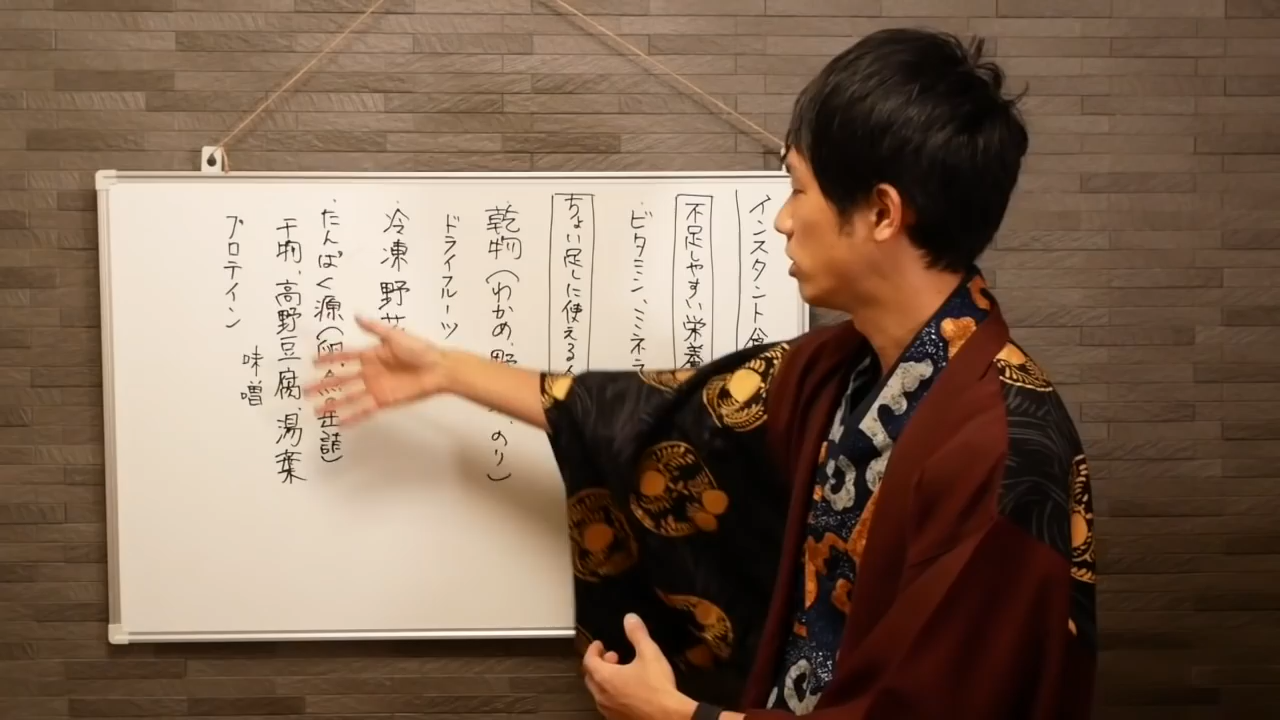 インスタント食
不足しやすい栄養
・ビタミン、ミネラ
ちょい足しに使える
・乾物(わかめ、野 のり)
ドライフルーツ
・冷凍野菜
・たんぱく源(卵、 缶詰)
干物、高野豆腐、湯葉
プロテイン
味噌